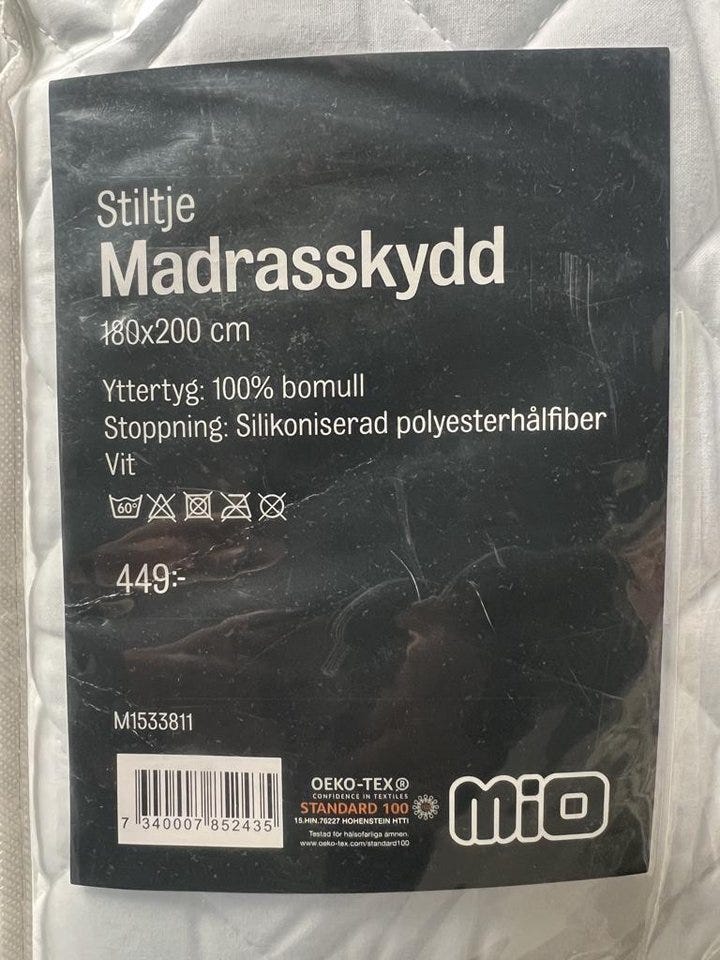 Stiltje
Madrasskydd
180x200 cm
Yttertyg: 100% bomull
Stoppning: Silikoniserad polyesterhålfiber
Vit
60°
449:-
M1533811
7 340007 852435
OEKO-TEX®
CONFIDENCE IN TEXTILES
STANDARD 100
15.HIN.76227 HOHENSTEIN HTTI
Testad för hälsofarliga ämnen.
www.oeko-tex.com/standard100
mio